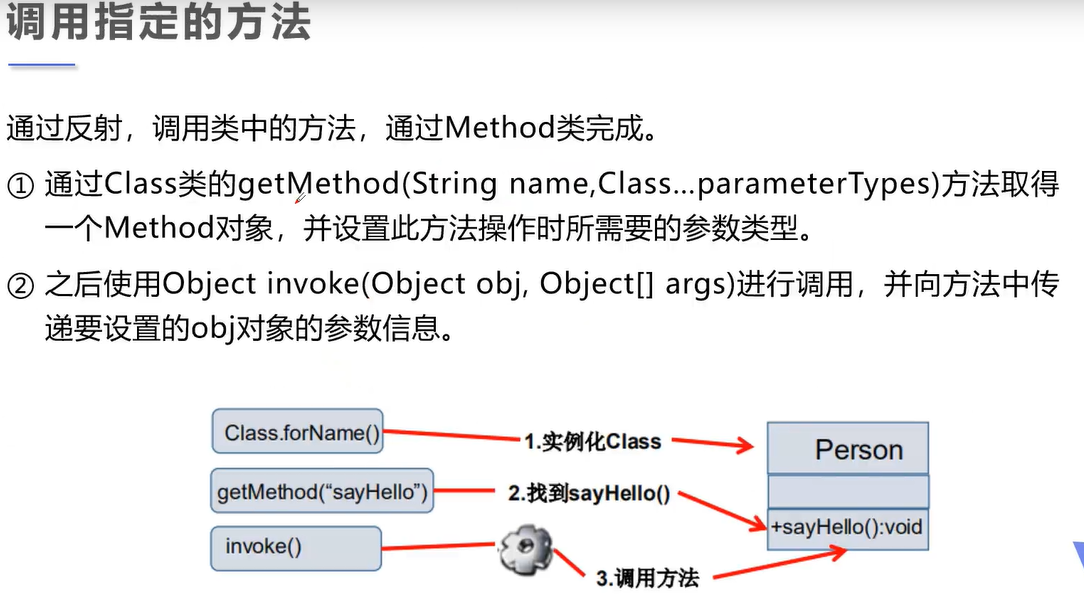 调用指定的方法
通过反射，调用类中的方法，通过Method类完成。
① 通过Class类的getMethod(String name,Class…parameterTypes)方法取得
一个Method对象，并设置此方法操作时所需要的参数类型。
② 之后使用Object invoke(Object obj, Object[] args)进行调用，并向方法中传
递要设置的obj对象的参数信息。
Class.forName()
1.实例化Class
Person
getMethod(“sayHello”)
2.找到sayHello()
+sayHello():void
invoke()
3.调用方法